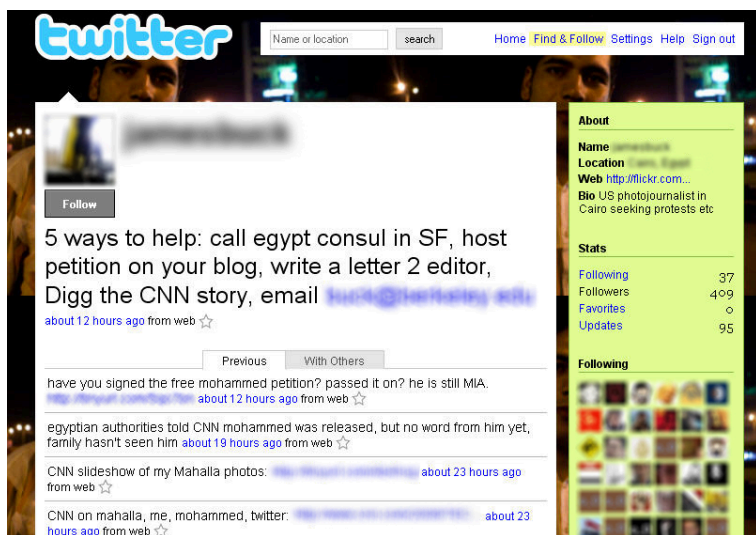 twitter
Name or location
search
Home Find & Follow Settings Help Sign out
Follow
5 ways to help: call egypt consul in SF, host
petition on your blog, write a letter 2 editor,
Digg the CNN story, email
about 12 hours ago from web
Previous
With Others
have you signed the free mohammed petition? passed it on? he is still MIA.
about 12 hours ago from web
egyptian authorities told CNN mohammed was released, but no word from him yet,
family hasn't seen him about 19 hours ago from web
CNN slideshow of my Mahalla photos: about 23 hours ago
from web
CNN on mahalla, me, mohammed, twitter: about 23
hours ago from web
About
Name
Location
Web http://flickr.com...
Bio US photojournalist in
Cairo seeking protests etc
Stats
Following 37
Followers 409
Favorites 0
Updates 95
Following